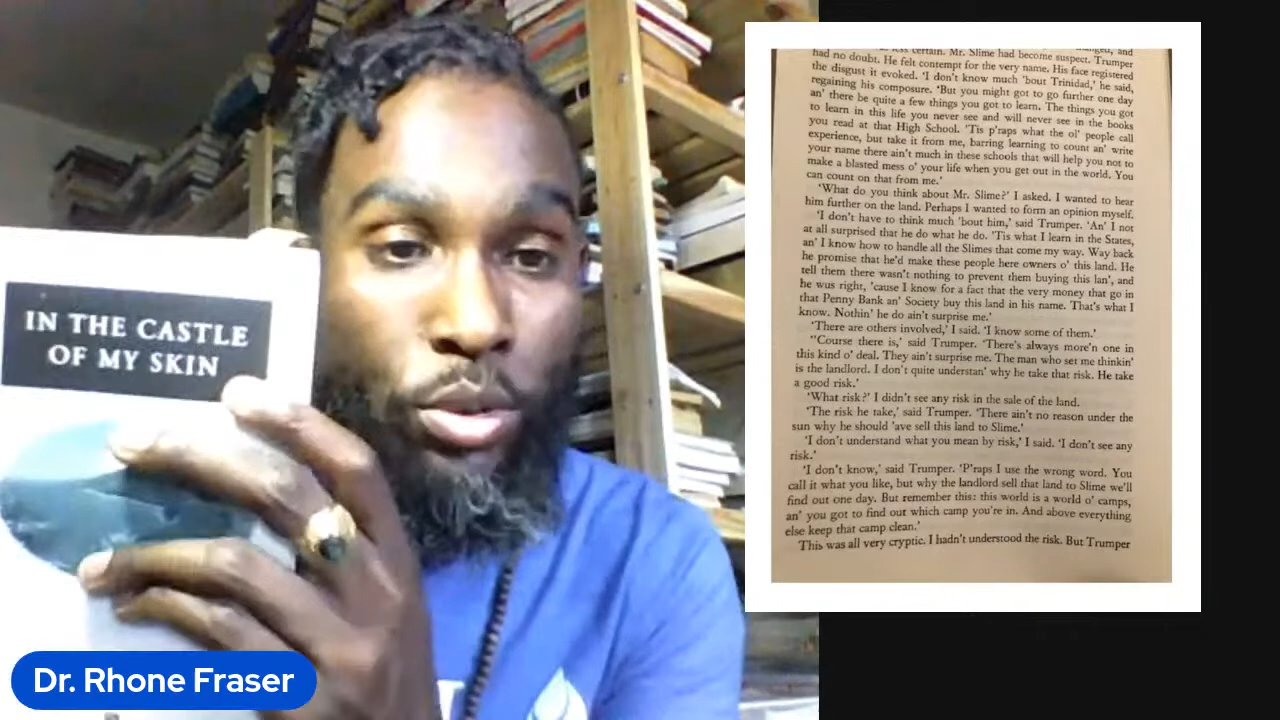 IN THE CASTLE
OF MY SKIN
Dr. Rhone Fraser
less certain. Mr. Slime had become suspect. Trumper
had no doubt. He felt contempt for the very name. His face registered
the disgust it evoked. 'I don't know much 'bout Trinidad,' he said,
regaining his composure. 'But you might got to go further one day
an' there be quite a few things you got to learn. The things you got
to learn in this life you never see and will never see in the books
you read at that High School. 'Tis p'raps what the ol' people call
experience, but take it from me, barring learning to count an' write
your name there ain't much in these schools that will help you not to
make a blasted mess o' your life when you get out in the world. You
can count on that from me.'
'What do you think about Mr. Slime?' I asked. I wanted to hear
him further on the land. Perhaps I wanted to form an opinion myself.
'I don't have to think much 'bout him,' said Trumper. 'An' I not
at all surprised that he do what he do. 'Tis what I learn in the States,
an' I know how to handle all the Slimes that come my way. Way back
he promise that he'd make these people here owners o' this land. He
tell them there wasn't nothing to prevent them buying this lan', and
he wus right, 'cause I know for a fact that the very money that go in
that Penny Bank an' Society buy this land in his name. That's what I
know. Nothin' he do ain't surprise me.'
'There are others involved,' I said. 'I know some of them.'
''Course there is,' said Trumper. 'There's always more'n one in
this kind o' deal. They ain't surprise me. The man who set me thinkin'
is the landlord. I don't quite understan' why he take that risk. He take
a good risk.'
'What risk?' I didn't see any risk in the sale of the land.
'The risk he take,' said Trumper. 'There ain't no reason under the
sun why he should 'ave sell this land to Slime.'
'I don't understand what you mean by risk,' I said. 'I don't see any
risk.'
'I don't know,' said Trumper. 'P'raps I use the wrong word. You
call it what you like, but why the landlord sell that land to Slime we'll
find out one day. But remember this: this world is a world o' camps,
an' you got to find out which camp you're in. And above everything
else keep that camp clean.'
This was all very cryptic. I hadn't understood the risk. But Trumper